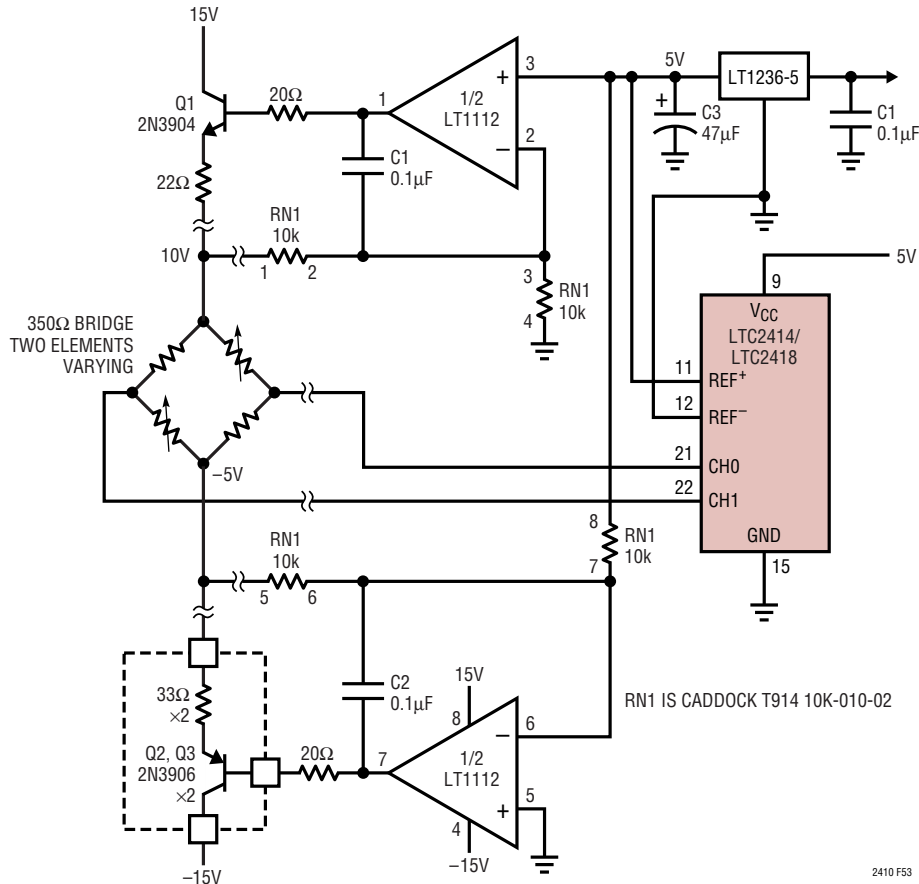 15V
Q1
2N3904
20Ω
1
1/2
LT1112
+
3
−
2
C1
0.1µF
22Ω
10V
RN1
10k
1
2
3
4
RN1
10k
5V
+
C3
47µF
LT1236-5
C1
0.1µF
5V
9
VCC
LTC2414/
LTC2418
11
REF+
12
REF−
21
CH0
22
CH1
GND
15
350Ω BRIDGE
TWO ELEMENTS
VARYING
−5V
RN1
10k
5
6
8
7
RN1
10k
33Ω
×2
Q2, Q3
2N3906
×2
20Ω
C2
0.1µF
7
15V
8
1/2
LT1112
−
6
+
5
4
−15V
−15V
RN1 IS CADDOCK T914 10K-010-02
2410 F53